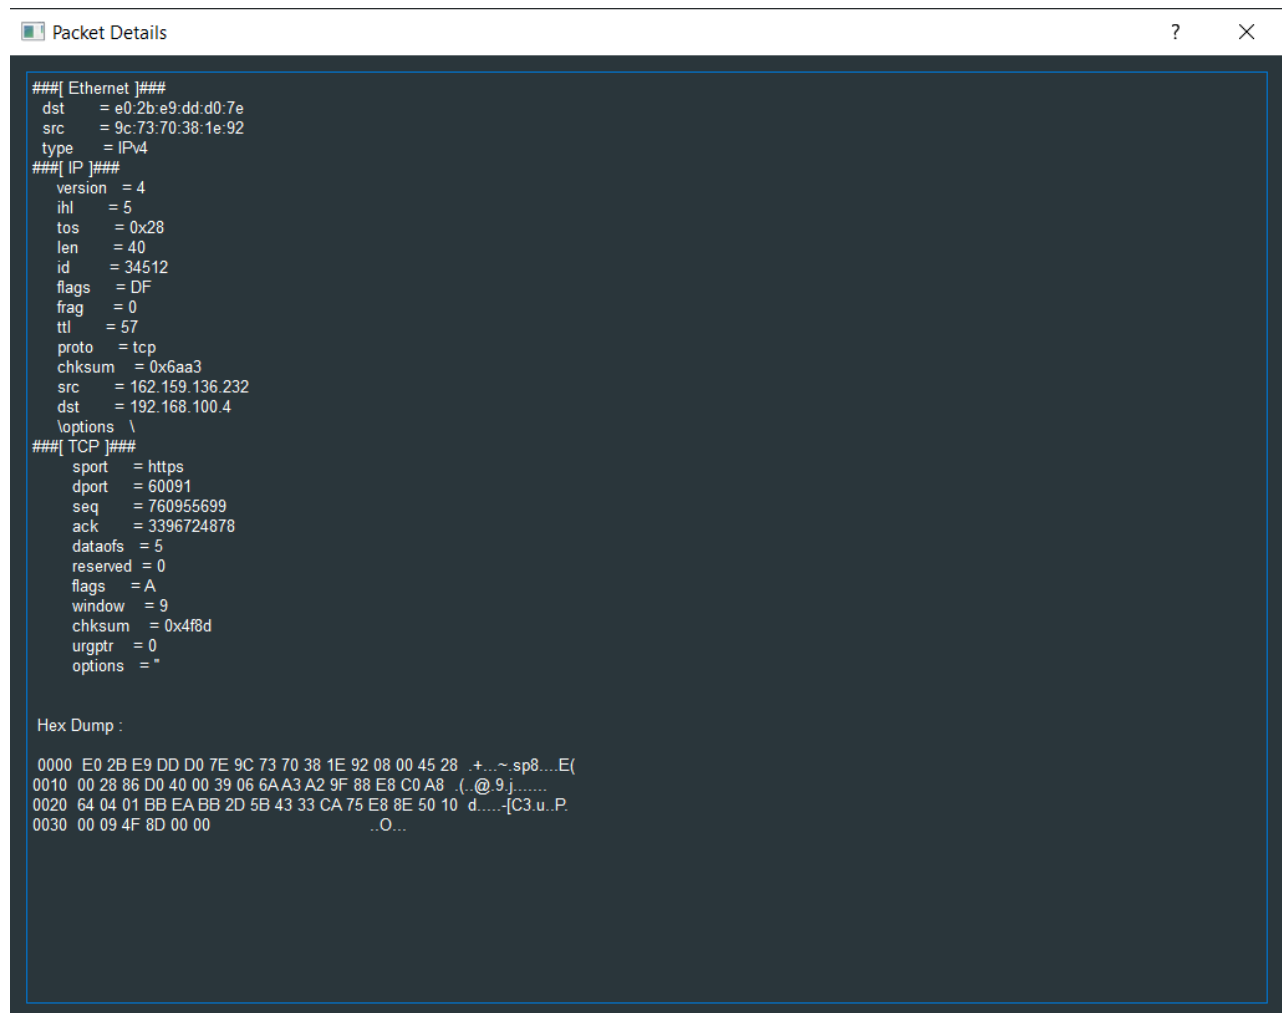 Packet Details
###[ Ethernet ]###
dst = e0:2b:e9:dd:d0:7e
src = 9c:73:70:38:1e:92
type = IPv4
###[ IP ]###
version = 4
ihl = 5
tos = 0x28
len = 40
id = 34512
flags = DF
frag = 0
ttl = 57
proto = tcp
chksum = 0x6aa3
src = 162.159.136.232
dst = 192.168.100.4
\options \
###[ TCP ]###
sport = https
dport = 60091
seq = 760955699
ack = 3396724878
dataofs = 5
reserved = 0
flags = A
window = 9
chksum = 0x4f8d
urgptr = 0
options = ''
Hex Dump :
0000 E0 2B E9 DD D0 7E 9C 73 70 38 1E 92 08 00 45 28 .+...~.sp8....E(
0010 00 28 86 D0 40 00 39 06 6A A3 A2 9F 88 E8 C0 A8 .(..@.9.j.......
0020 64 04 01 BB EA BB 2D 5B 43 33 CA 75 E8 8E 50 10 d.....-[C3.u..P.
0030 00 09 4F 8D 00 00 ..O...